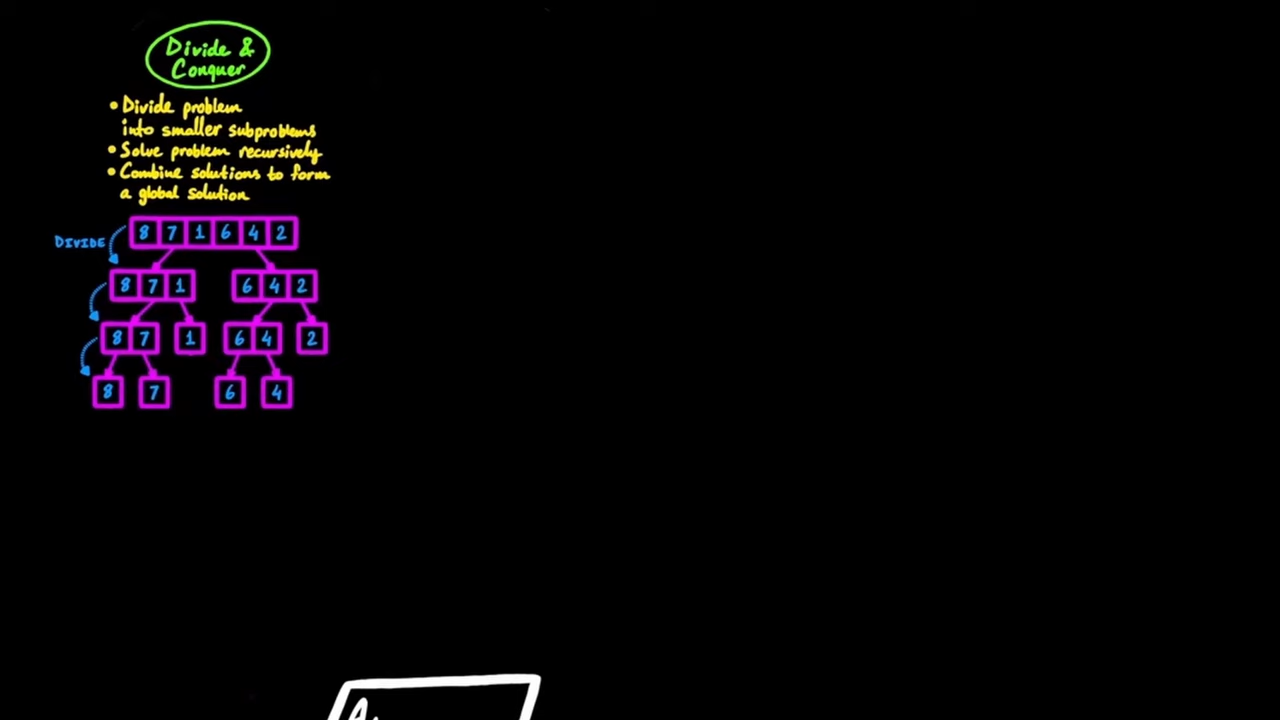 Divide &
Conquer
• Divide problem
into smaller subproblems
• Solve problem recursively
• Combine solutions to form
a global solution
DIVIDE
8 7 1 6 4 2
8 7 1 6 4 2
8 7 1 6 4 2
8 7 6 4